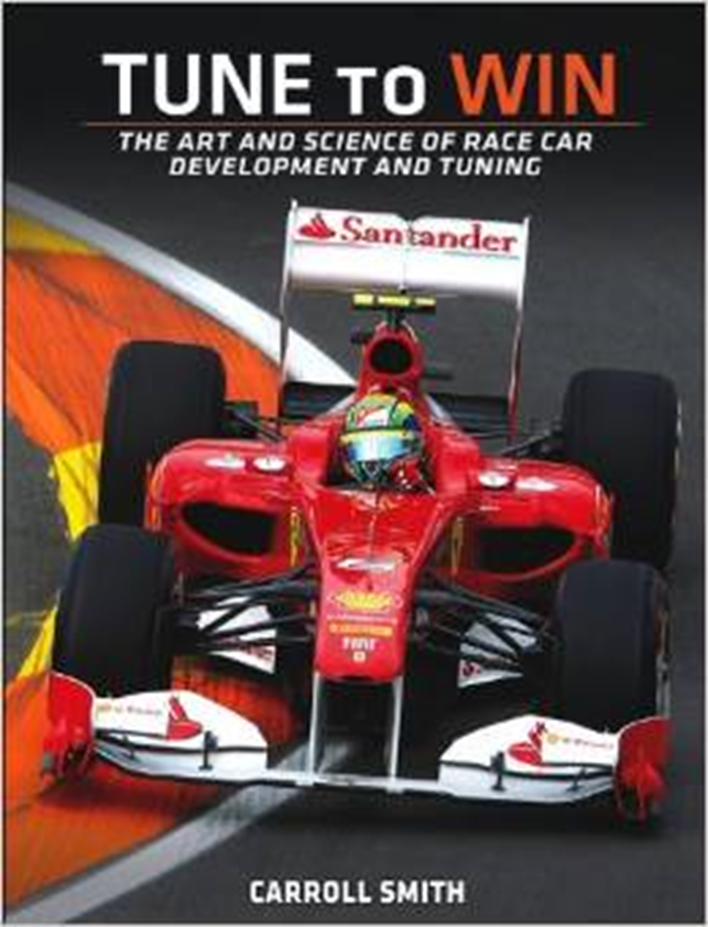 TUNE TO WIN
THE ART AND SCIENCE OF RACE CAR
DEVELOPMENT AND TUNING
Santander
CARROLL SMITH